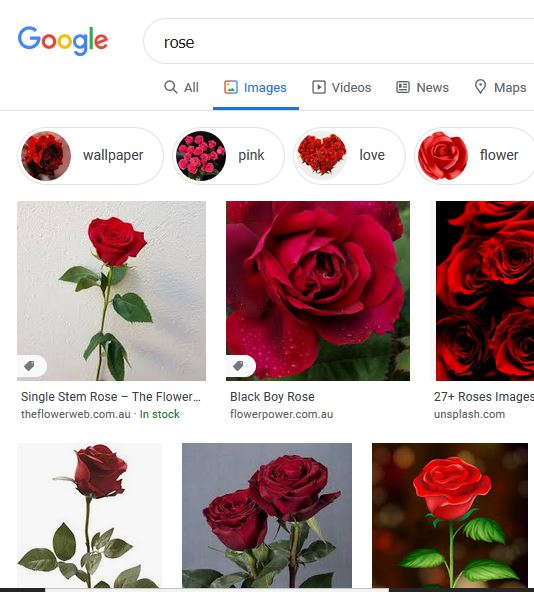 Google
rose
All Images Videos News Maps
wallpaper pink love flower
Single Stem Rose – The Flower...
theflowerweb.com.au · In stock
Black Boy Rose
flowerpower.com.au
27+ Roses Images
unsplash.com